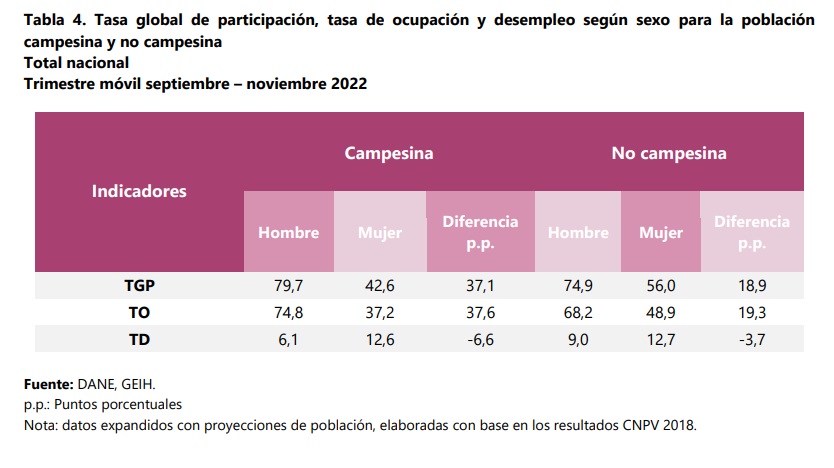 Tabla 4. Tasa global de participación, tasa de ocupación y desempleo según sexo para la población
campesina y no campesina
Total nacional
Trimestre móvil septiembre – noviembre 2022
Indicadores
Campesina
No campesina
Hombre
Mujer
Diferencia
p.p.
Hombre
Mujer
Diferencia
p.p.
TGP 79,7 42,6 37,1 74,9 56,0 18,9
TO 74,8 37,2 37,6 68,2 48,9 19,3
TD 6,1 12,6 -6,6 9,0 12,7 -3,7
Fuente: DANE, GEIH.
p.p.: Puntos porcentuales
Nota: datos expandidos con proyecciones de población, elaboradas con base en los resultados CNPV 2018.